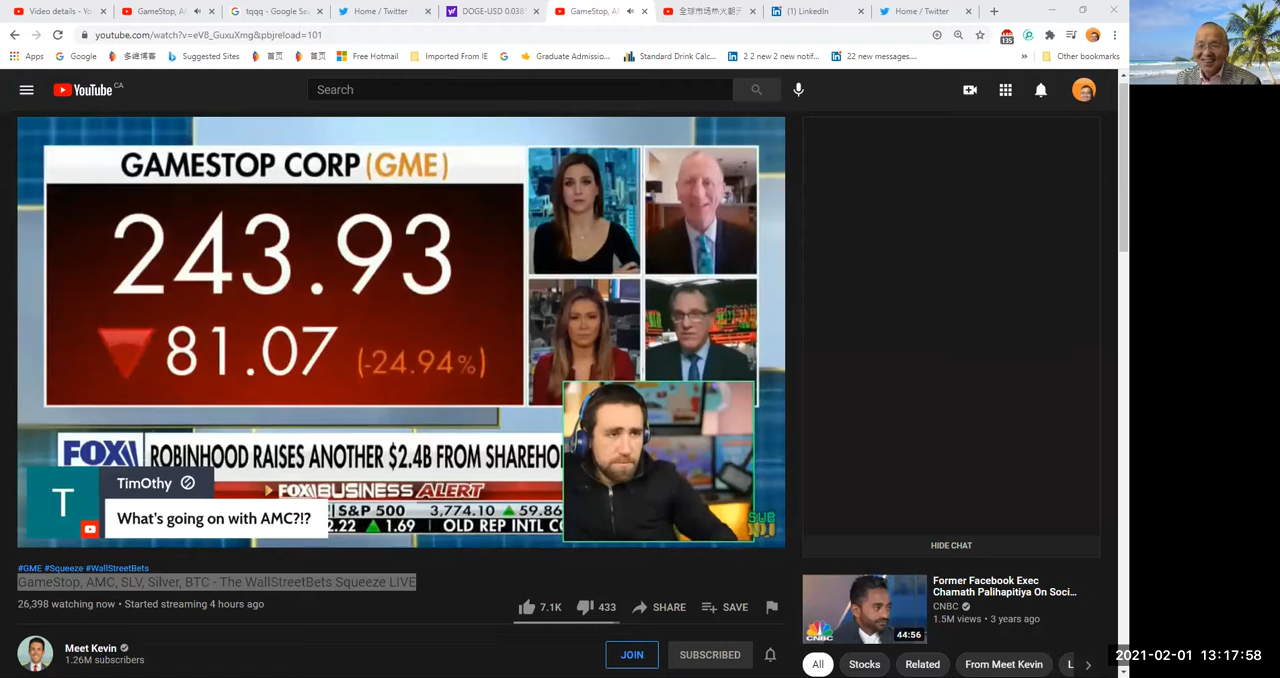 Video details - Yo
GameStop, A
tqqq - Google Se
Home / Twitter
DOGE-USD 0.038
GameStop, A
全球市场热火朝天
(1) LinkedIn
Home / Twitter
youtube.com/watch?v=eV8_GuxuXmg&pbjreload=101
135
Apps
Google
多维博客
Suggested Sites
首页
首页
Free Hotmail
Imported From IE
Graduate Admissio...
Standard Drink Calc...
2 2 new 2 new notif...
22 new messages....
»
Other bookmarks
YouTube CA
Search
GAMESTOP CORP (GME)
243.93
81.07 (-24.94%)
FOX
ROBINHOOD RAISES ANOTHER $2.4B FROM SHAREHO
FOX BUSINESS ALERT
S&P 500 3,774.10 59.86
2.22 1.69 OLD REP INTL CO
T
TimOthy
What's going on with AMC?!?
SUB
HIDE CHAT
#GME #Squeeze #WallStreetBets
GameStop, AMC, SLV, Silver, BTC - The WallStreetBets Squeeze LIVE
26,398 watching now • Started streaming 4 hours ago
7.1K
433
SHARE
SAVE
Meet Kevin
1.26M subscribers
JOIN
SUBSCRIBED
CNBC
44:56
Former Facebook Exec
Chamath Palihapitiya On Soci...
CNBC
1.5M views • 3 years ago
All
Stocks
Related
From Meet Kevin
L
2021-02-01 13:17:58